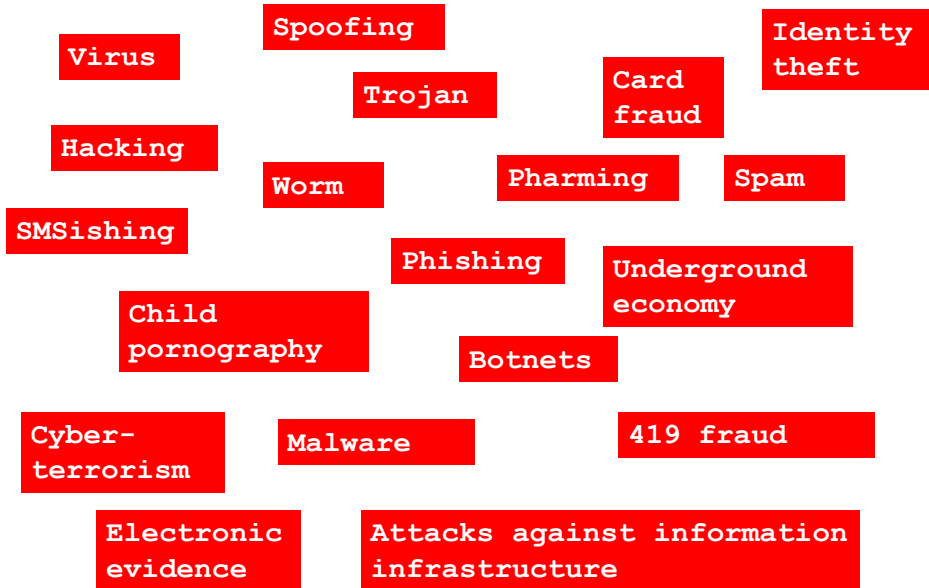 Spoofing
Identity
theft
Virus
Card
fraud
Trojan
Hacking
Worm
Pharming
Spam
SMSishing
Phishing
Underground
economy
Child
pornography
Botnets
Cyber-
terrorism
Malware
419 fraud
Electronic
evidence
Attacks against information
infrastructure